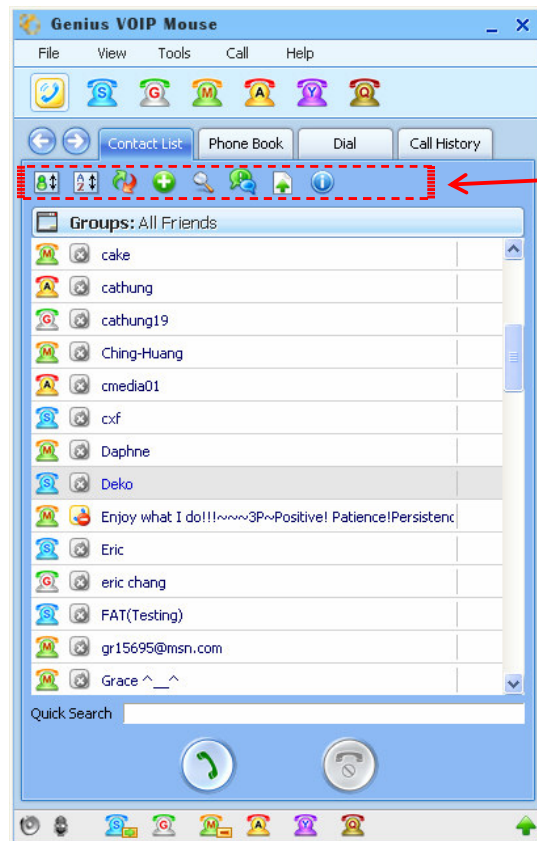 Genius VOIP Mouse
File View Tools Call Help
S G M A Y Q
Contact List Phone Book Dial Call History
8 A Z
Groups: All Friends
M cake
A cathung
G cathung19
M Ching-Huang
A cmedia01
S cxf
M Daphne
S Deko
M Enjoy what I do!!!~~~3P~Positive! Patience!Persistenc
S Eric
G eric chang
S FAT(Testing)
M gr15695@msn.com
M Grace ^__^
Quick Search
S G M A Y Q